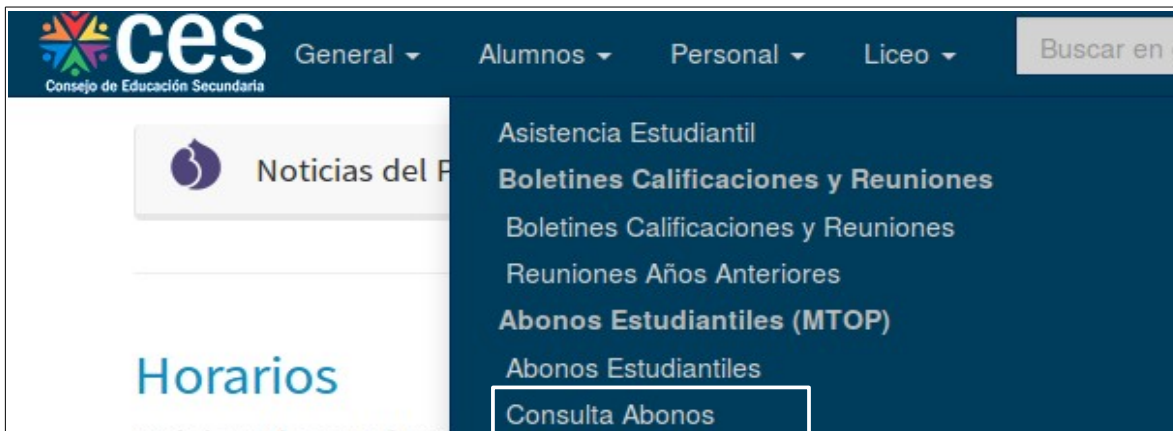 ces
Consejo de Educación Secundaria
General Alumnos Personal Liceo Buscar en
Noticias del
Asistencia Estudiantil
Boletines Calificaciones y Reuniones
Boletines Calificaciones y Reuniones
Reuniones Años Anteriores
Abonos Estudiantiles (MTOP)
Abonos Estudiantiles
Consulta Abonos
Horarios